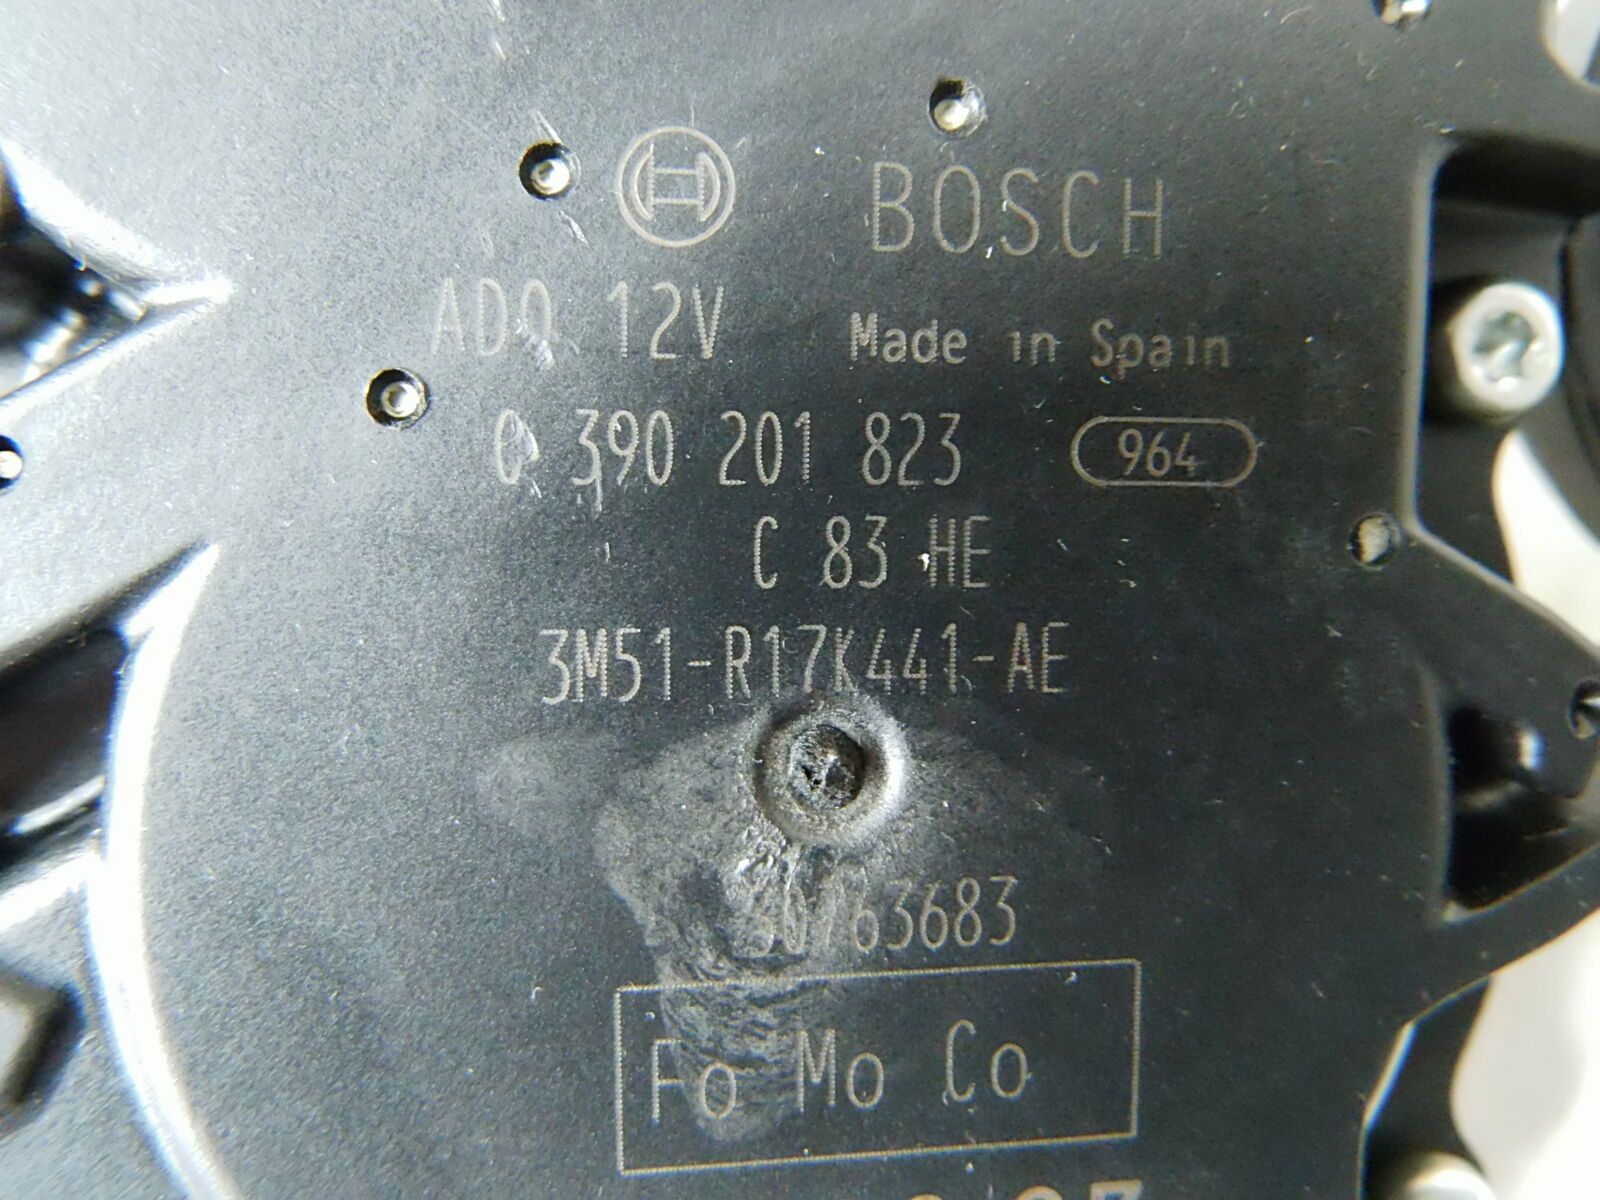 BOSCH
ADQ 12V Made in Spain
0 390 201 823 964
C 83 HE
3M51-R17K441-AE
30763683
Fo Mo Co